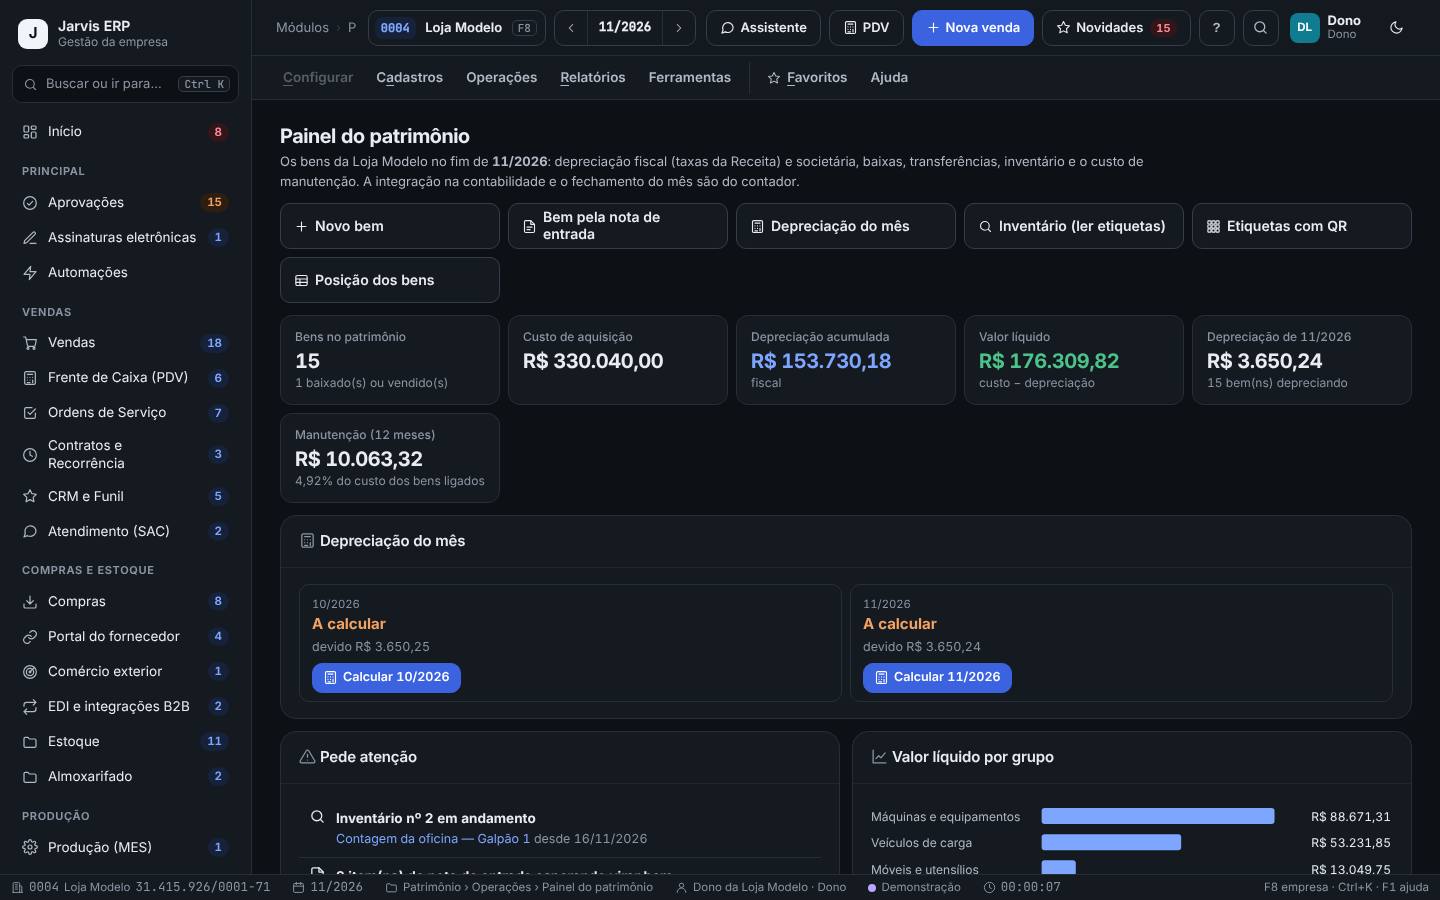 J
Jarvis ERP
Gestão da empresa
Buscar ou ir para... Ctrl K
Início 8
PRINCIPAL
Aprovações 15
Assinaturas eletrônicas 1
Automações
VENDAS
Vendas 18
Frente de Caixa (PDV) 6
Ordens de Serviço 7
Contratos e
Recorrência 3
CRM e Funil 5
Atendimento (SAC) 2
COMPRAS E ESTOQUE
Compras 8
Portal do fornecedor 4
Comércio exterior 1
EDI e integrações B2B 2
Estoque 11
Almoxarifado 2
PRODUÇÃO
Produção (MES) 1
Módulos › P
0004 Loja Modelo F8
‹ 11/2026 ›
Assistente
PDV
+ Nova venda
Novidades 15
?
DL
Dono
Dono
Configurar Cadastros Operações Relatórios Ferramentas Favoritos Ajuda
Painel do patrimônio
Os bens da Loja Modelo no fim de 11/2026: depreciação fiscal (taxas da Receita) e societária, baixas, transferências, inventário e o custo de
manutenção. A integração na contabilidade e o fechamento do mês são do contador.
+ Novo bem
Bem pela nota de
entrada
Depreciação do mês
Inventário (ler etiquetas)
Etiquetas com QR
Posição dos bens
Bens no patrimônio
15
1 baixado(s) ou vendido(s)
Custo de aquisição
R$ 330.040,00
Depreciação acumulada
R$ 153.730,18
fiscal
Valor líquido
R$ 176.309,82
custo − depreciação
Depreciação de 11/2026
R$ 3.650,24
15 bem(ns) depreciando
Manutenção (12 meses)
R$ 10.063,32
4,92% do custo dos bens ligados
Depreciação do mês
10/2026
A calcular
devido R$ 3.650,25
Calcular 10/2026
11/2026
A calcular
devido R$ 3.650,24
Calcular 11/2026
Pede atenção
Inventário nº 2 em andamento
Contagem da oficina — Galpão 1 desde 16/11/2026
Valor líquido por grupo
Máquinas e equipamentos R$ 88.671,31
Veículos de carga R$ 53.231,85
Móveis e utensílios R$ 13.049,75
0004 Loja Modelo 31.415.926/0001-71
11/2026
Patrimônio › Operações › Painel do patrimônio
Dono da Loja Modelo · Dono
Demonstração
00:00:07
F8 empresa · Ctrl+K · F1 ajuda